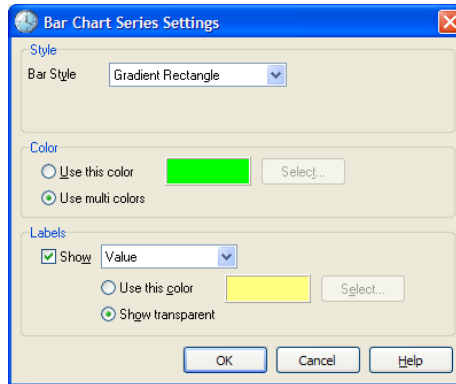 Bar Chart Series Settings
Style
Bar Style Gradient Rectangle
Color
Use this color Select...
Use multi colors
Labels
Show Value
Use this color Select...
Show transparent
OK Cancel Help